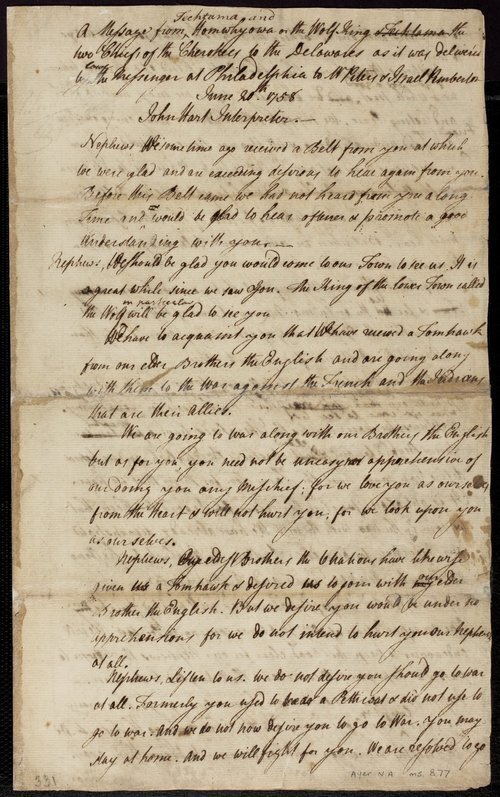 Techtama and
A Message from, Homwhyowa or the Wolf King & Techtama the
two Chiefs of the Cherokees to the Delawares as it was delivered
by the Messenger at Philadelphia to Mr Peters & Israel Pemberton
June 20th 1758
John Hart Interpreter.—
Nephews We sometime ago received a Belt from you at which
we were glad and are exceeding desirous to hear again from you.
Before this Belt came we had not heard from you a long
time and we would be glad to hear oftener & promote a good
Understanding with you.—
Nephews, We should be glad you would come to our Town to see us. It is
a great while since we saw you. The King of the lower Town called
in particular
the Wolf will be glad to see you
We have to acquaint you that We have received a Tomhawk
from our elder Brothers the English and are going along
with them to the War against the French and the Indians
that are their Allies.
We are going to war along with our Brothers the English
but as for you, you need not be uneasy or apprehensive of
our doing you any Mischief; for we love you as ourselves
from the Heart & will not hurt you, for we look upon you
as our selves.
Nephews, Brothers the Nations have likewise
given us a Tomhawk & desired us to join with our elder
Brother the English. But we desire you would be under no
apprehensions for we do not intend to hurt you our Nephews
at all.
Nephews, Listen to us. we do not desire you should go to war
at all. Formerly you used to wear a Petticoat & did not use to
go to war. and we do not now desire you to go to War. You may
stay at home. and we will fight for you. We are resolved to go
331
Ayer N.A. ms. 877